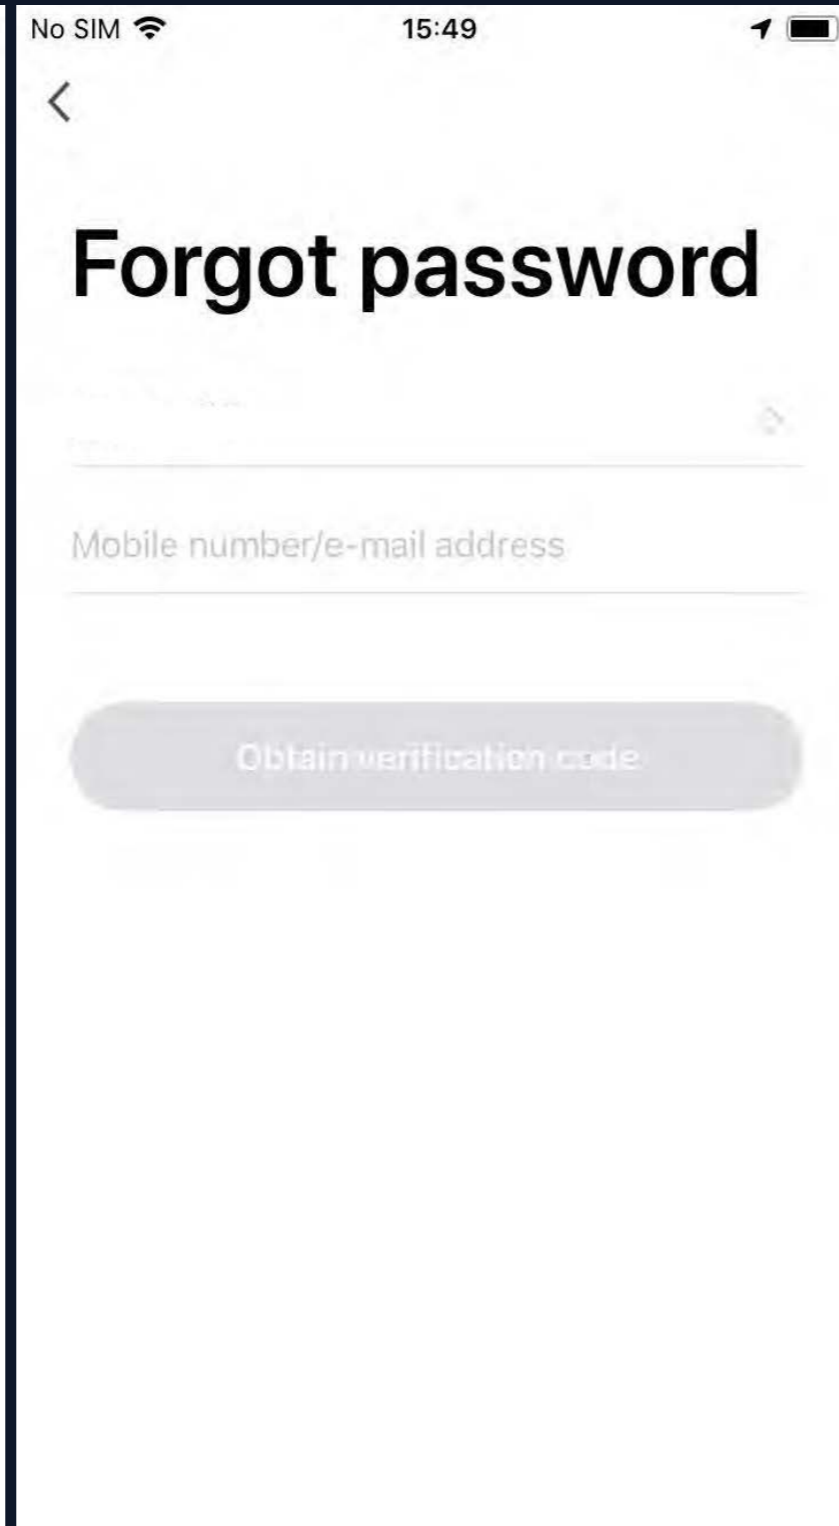 No SIM
15:49
Forgot password
Mobile number/e-mail address
Obtain verification code